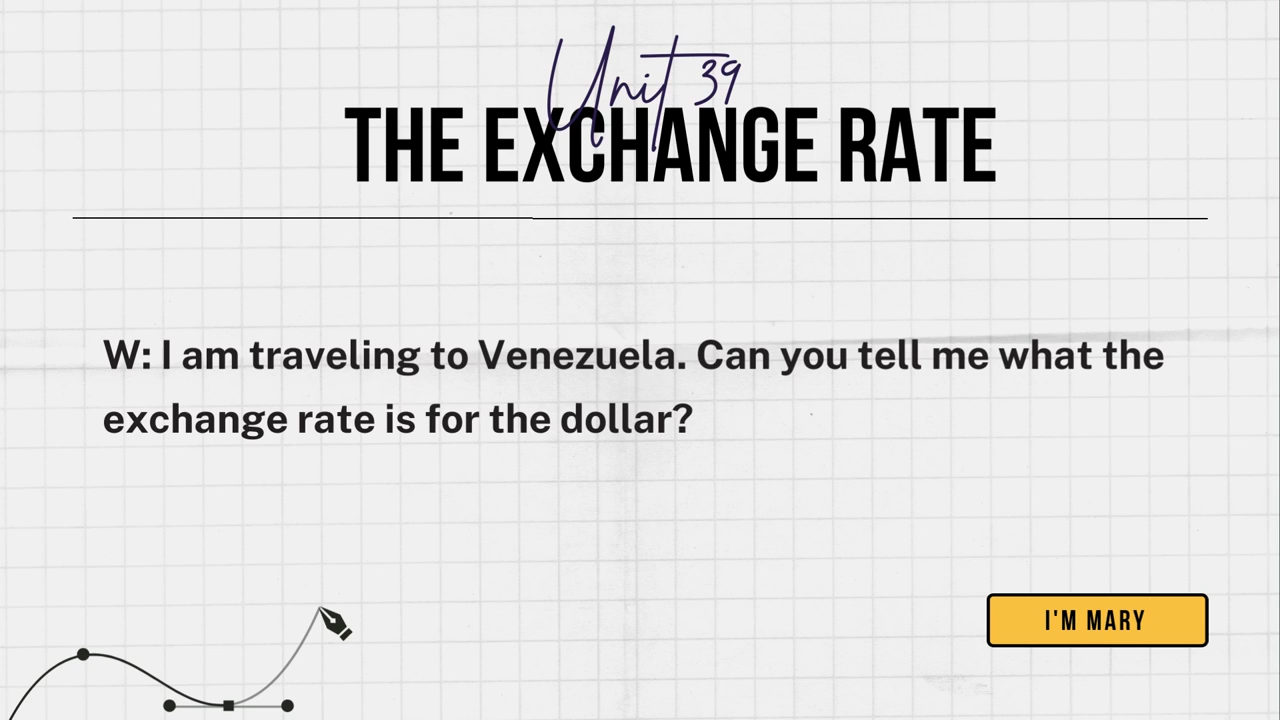 Unit 39
THE EXCHANGE RATE
W: I am traveling to Venezuela. Can you tell me what the
exchange rate is for the dollar?
I'M MARY